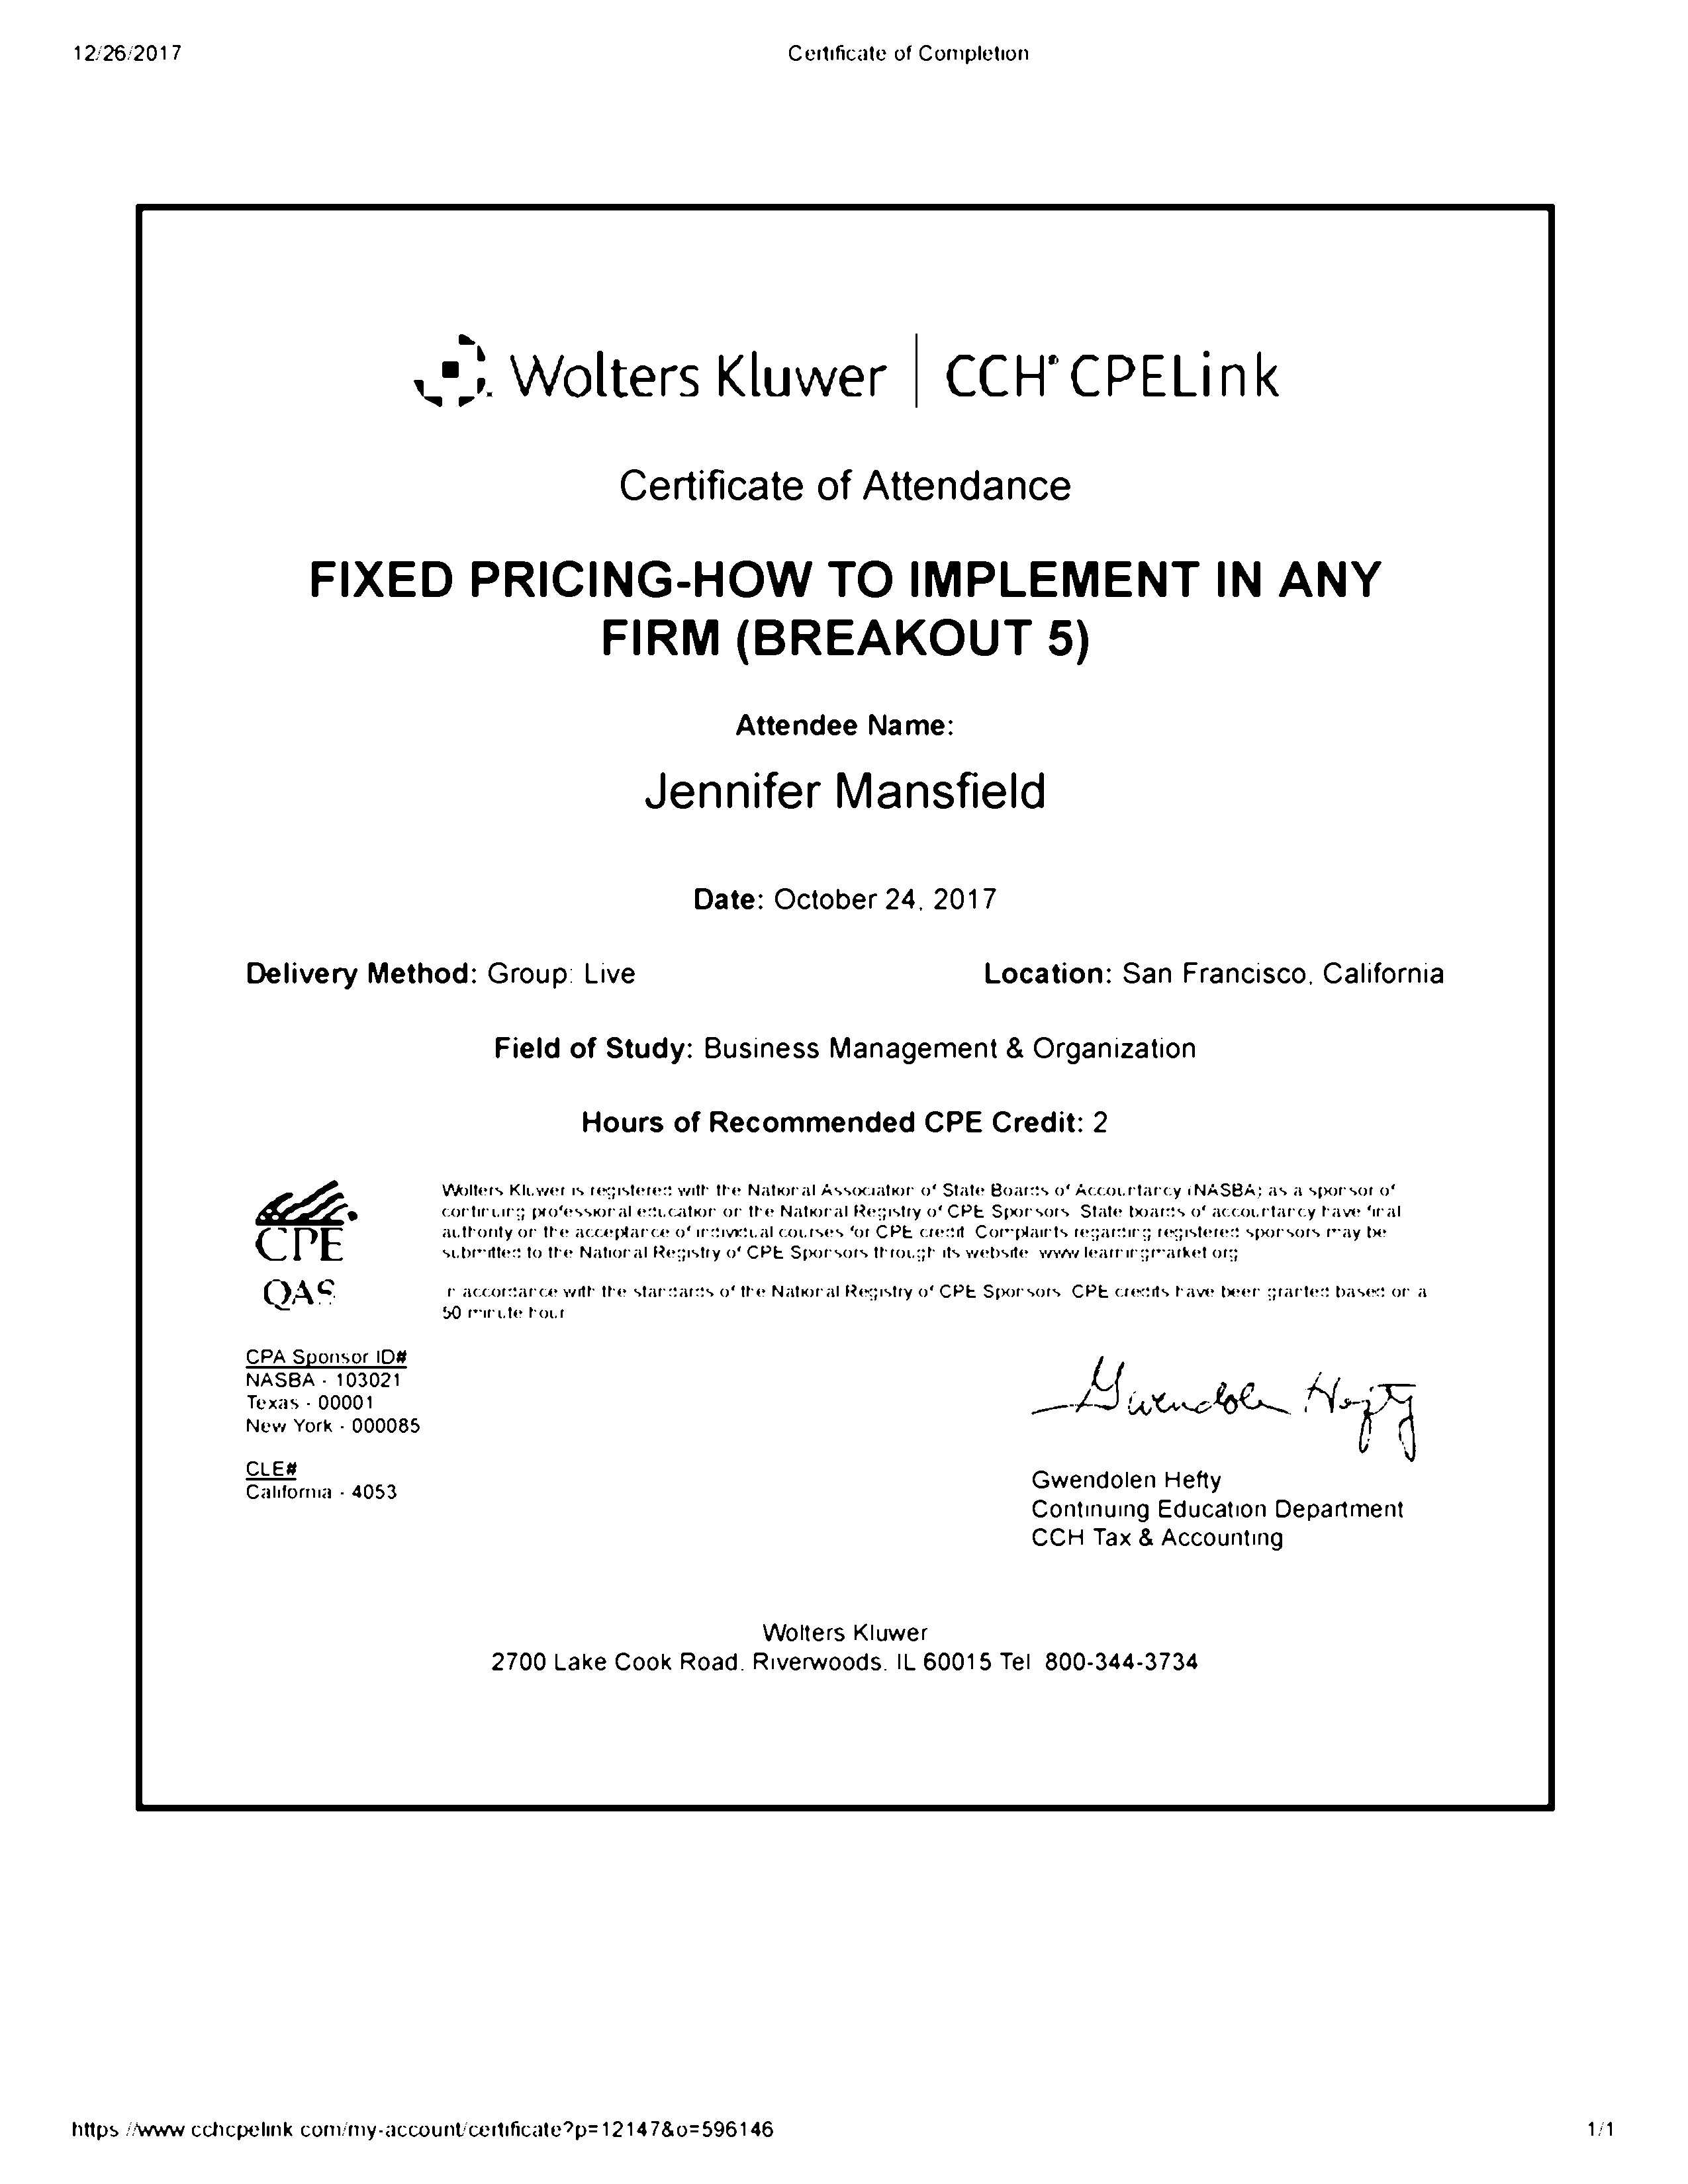 12/26/2017 Certificate of Completion
Wolters Kluwer | CCH® CPELink
Certificate of Attendance
FIXED PRICING-HOW TO IMPLEMENT IN ANY
FIRM (BREAKOUT 5)
Attendee Name:
Jennifer Mansfield
Date: October 24, 2017
Delivery Method: Group: Live Location: San Francisco, California
Field of Study: Business Management & Organization
Hours of Recommended CPE Credit: 2
CPE
QAS
Wolters Kluwer is registered with the National Association of State Boards of Accountancy (NASBA) as a sponsor of
continuing professional education on the National Registry of CPE Sponsors. State boards of accountancy have final
authority on the acceptance of individual courses for CPE credit. Complaints regarding registered sponsors may be
submitted to the National Registry of CPE Sponsors through its website: www.learningmarket.org
In accordance with the standards of the National Registry of CPE Sponsors, CPE credits have been granted based on a
50 minute hour
CPA Sponsor ID#
NASBA - 103021
Texas - 00001
New York - 000085
CLE#
California - 4053
Gwendolen Hefty
Gwendolen Hefty
Continuing Education Department
CCH Tax & Accounting
Wolters Kluwer
2700 Lake Cook Road, Riverwoods, IL 60015 Tel 800-344-3734
https://www.cchcpelink.com/my-account/certificate?p=12147&o=596146 1/1